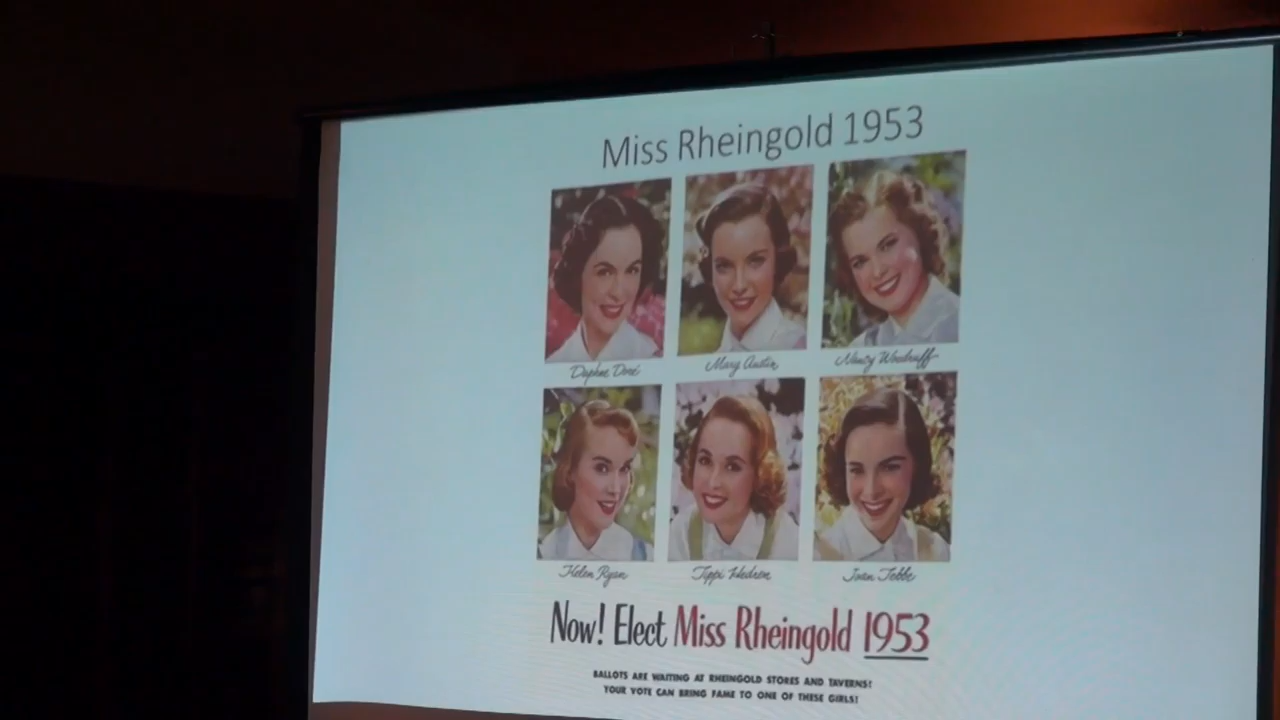 Miss Rheingold 1953
Daphne Doré Mary Austin Nancy Woodruff
Helen Ryan Tippi Hedren Joan Tebbe
Now! Elect Miss Rheingold 1953
BALLOTS ARE WAITING AT RHEINGOLD STORES AND TAVERNS!
YOUR VOTE CAN BRING FAME TO ONE OF THESE GIRLS!